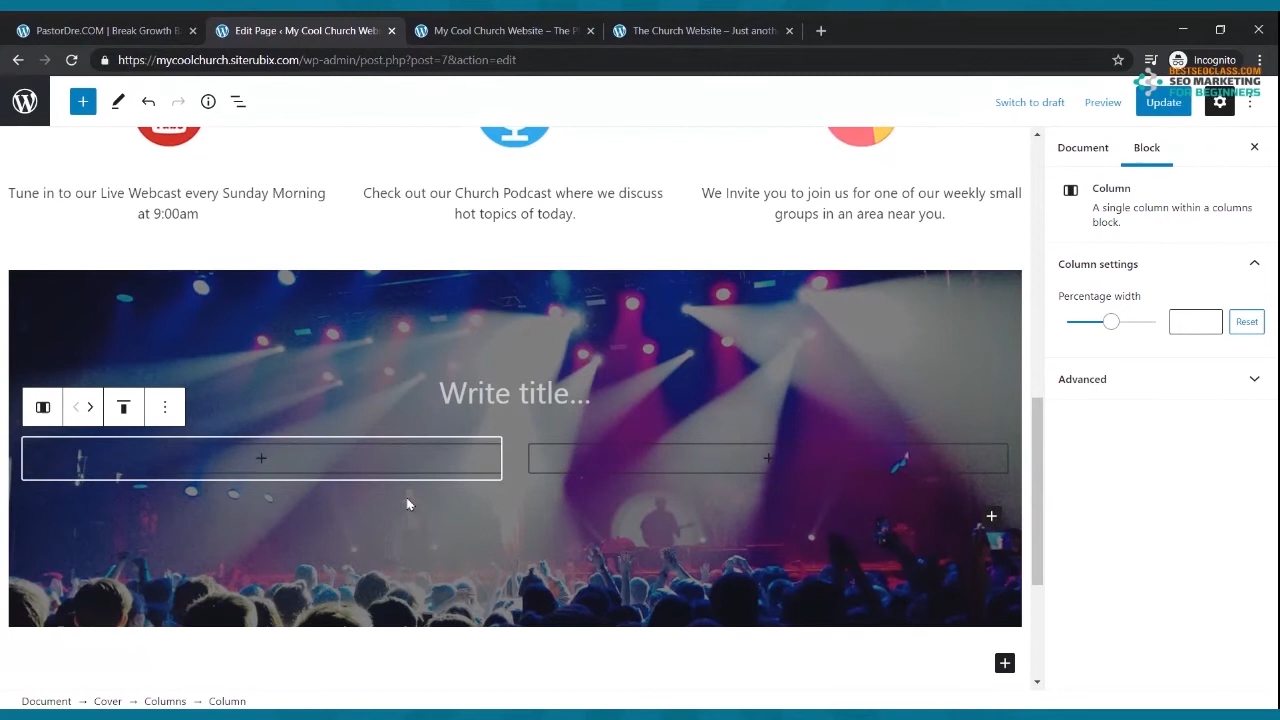 PastorDre.COM | Break Growth B
Edit Page ‹ My Cool Church Web
My Cool Church Website – The P
The Church Website – Just anoth
https://mycoolchurch.siterubix.com/wp-admin/post.php?post=7&action=edit
Incognito
BESTSEOCLASS.COM
SEO MARKETING
FOR BEGINNERS
Switch to draft
Preview
Update
Document
Block
Column
A single column within a columns
block.
Column settings
Percentage width
Reset
Advanced
Tune in to our Live Webcast every Sunday Morning
at 9:00am
Check out our Church Podcast where we discuss
hot topics of today.
We Invite you to join us for one of our weekly small
groups in an area near you.
Write title...
Document → Cover → Columns → Column